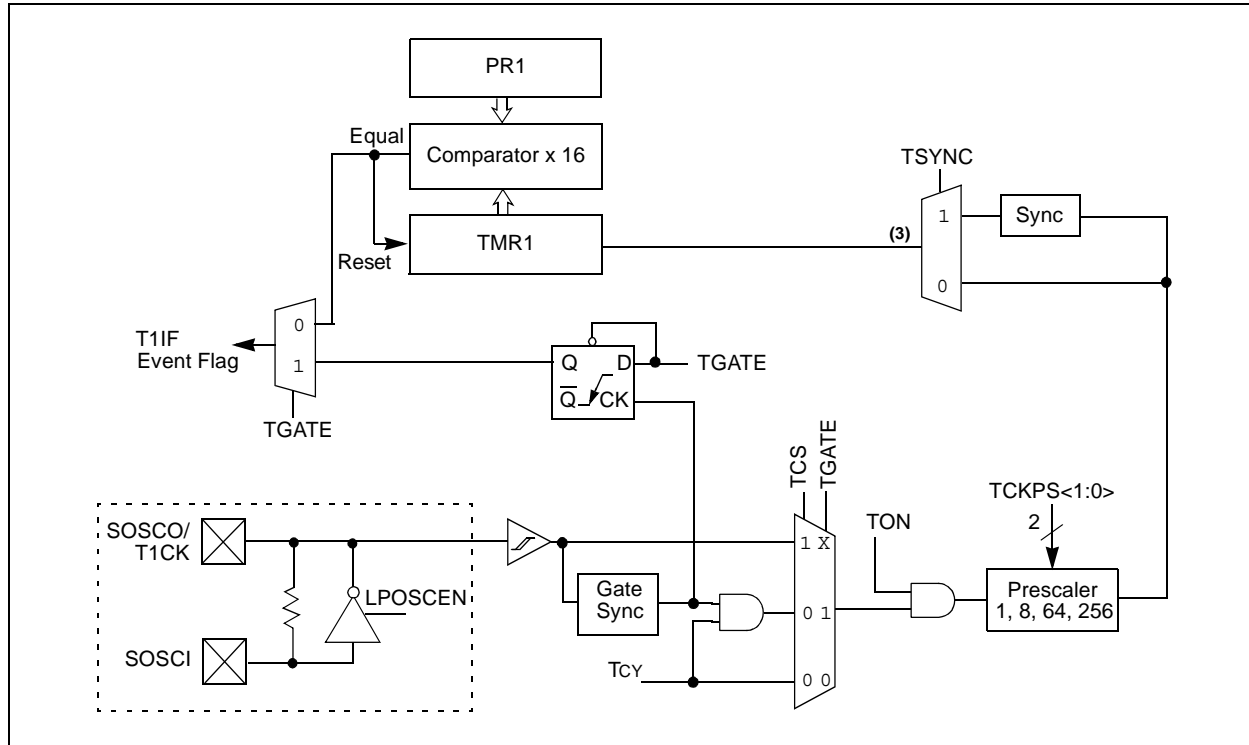 PR1
Equal
Comparator x 16
TSYNC
1
Sync
(3)
TMR1
Reset
0
0
T1IF
Event Flag
1
Q
D
TGATE
Q
CK
TGATE
TCS
TGATE
TCKPS<1:0>
2
SOSCO/
T1CK
TON
1 X
LPOSCEN
Gate
Sync
Prescaler
1, 8, 64, 256
0 1
SOSCI
TCY
0 0